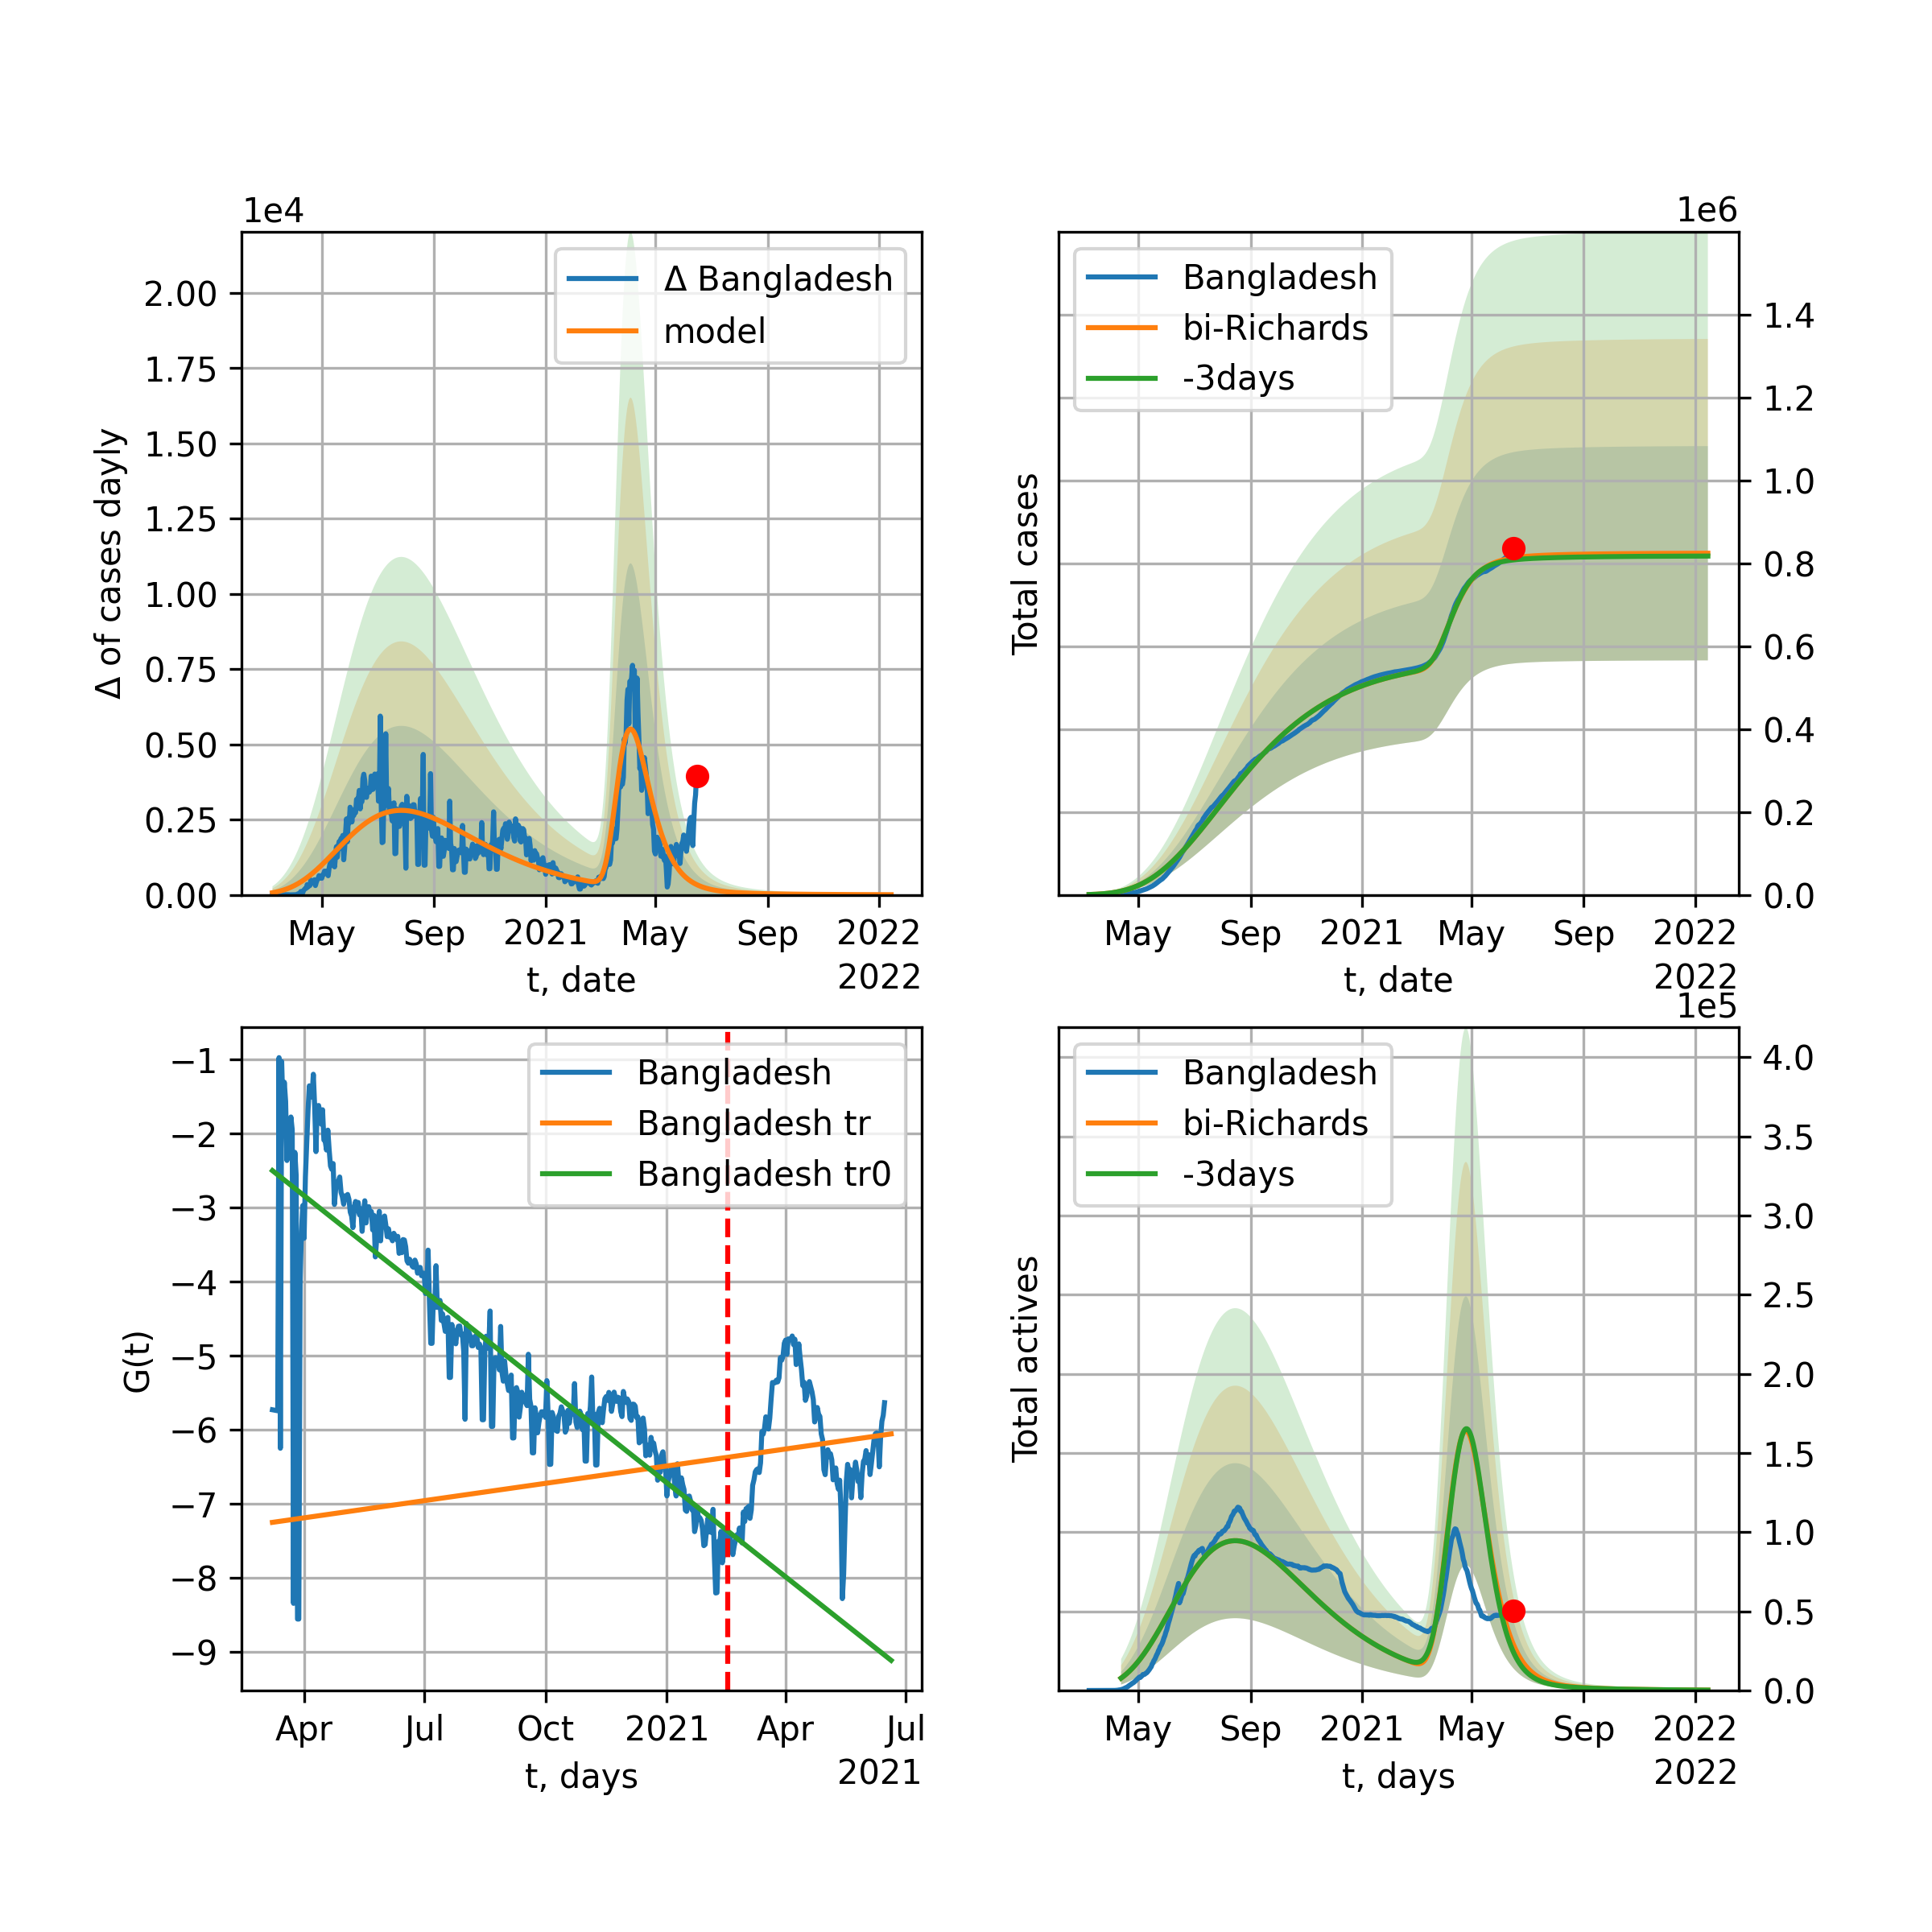 1e4
Δ of cases dayly
2.00
1.75
1.50
1.25
1.00
0.75
0.50
0.25
0.00
Δ Bangladesh
model
May Sep 2021 May Sep 2022
t, date 2022
1e6
Total cases
Bangladesh
bi-Richards
-3days
1.4
1.2
1.0
0.8
0.6
0.4
0.2
0.0
May Sep 2021 May Sep 2022
t, date 2022
G(t)
−1
−2
−3
−4
−5
−6
−7
−8
−9
Bangladesh
Bangladesh tr
Bangladesh tr0
Apr Jul Oct 2021 Apr Jul
t, days 2021
1e5
Total actives
Bangladesh
bi-Richards
-3days
4.0
3.5
3.0
2.5
2.0
1.5
1.0
0.5
0.0
May Sep 2021 May Sep 2022
t, days 2022